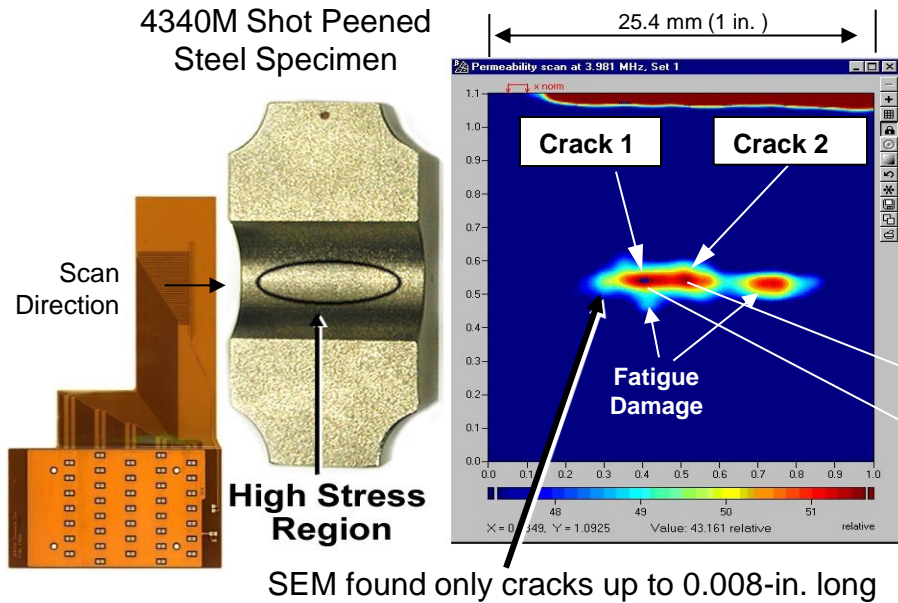 4340M Shot Peened
Steel Specimen
25.4 mm (1 in. )
Permeability scan at 3.981 MHz, Set 1
x norm
1.1
1.0
0.9
0.8
0.7
0.6
0.5
0.4
0.3
0.2
0.1
0.0
Crack 1
Crack 2
Scan
Direction
Fatigue
Damage
0.0 0.1 0.2 0.3 0.4 0.5 0.6 0.7 0.8 0.9 1.0
48 49 50 51
Value: 43.161 relative
relative
High Stress
Region
SEM found only cracks up to 0.008-in. long